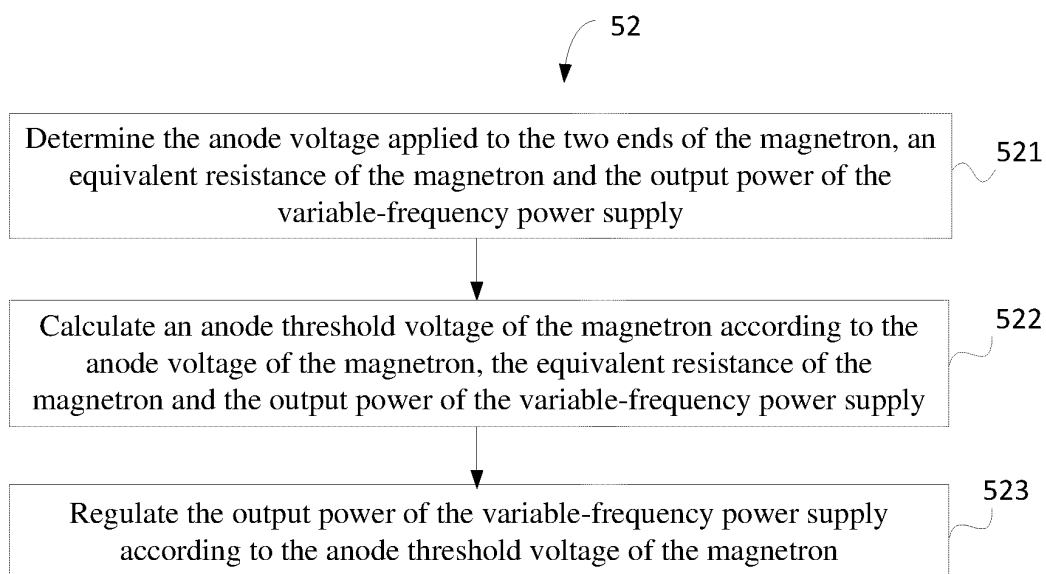 52
Determine the anode voltage applied to the two ends of the magnetron, an
equivalent resistance of the magnetron and the output power of the
variable-frequency power supply
521
Calculate an anode threshold voltage of the magnetron according to the
anode voltage of the magnetron, the equivalent resistance of the
magnetron and the output power of the variable-frequency power supply
522
Regulate the output power of the variable-frequency power supply
according to the anode threshold voltage of the magnetron
523